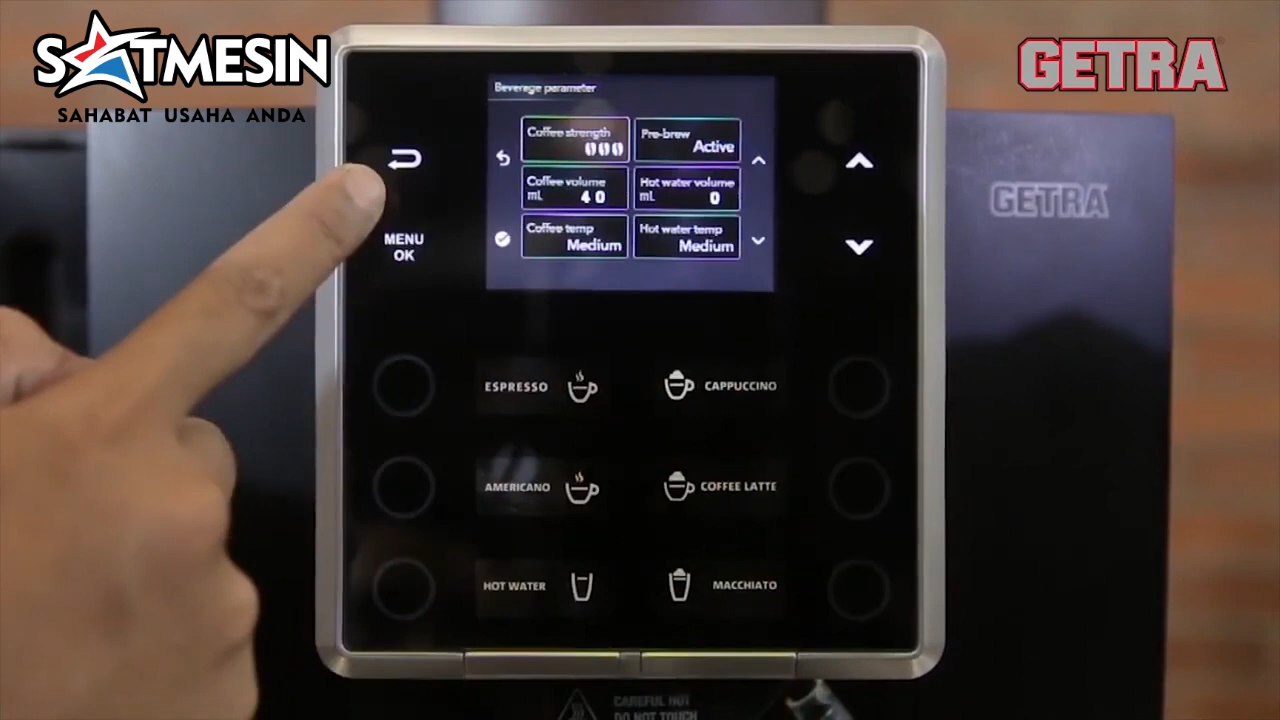 SATMESIN
SAHABAT USAHA ANDA
GETRA
GETRA
Beverage parameter
Coffee strength
Pre-brew
Active
Coffee volume
mL 40
Hot water volume
mL 0
Coffee temp
Medium
Hot water temp
Medium
MENU
OK
ESPRESSO
CAPPUCCINO
AMERICANO
COFFEE LATTE
HOT WATER
MACCHIATO
CAREFUL HOT
DO NOT TOUCH